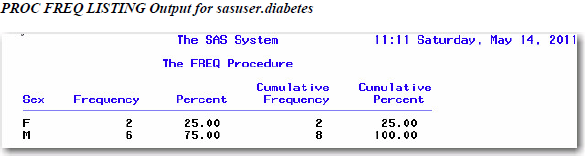 PROC FREQ LISTING Output for sasuser.diabetes
The SAS System 11:11 Saturday, May 14, 2011
The FREQ Procedure
Cumulative Cumulative
Sex Frequency Percent Frequency Percent
F 2 25.00 2 25.00
M 6 75.00 8 100.00